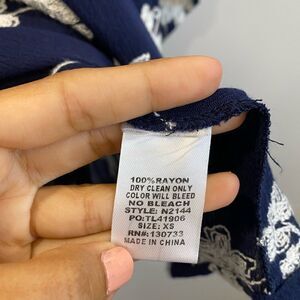 100%RAYON
DRY CLEAN ONLY
COLOR WILL BLEED
NO BLEACH
STYLE: N2144
PO:TL41906
SIZE: XS
RN#:130733
MADE IN CHINA